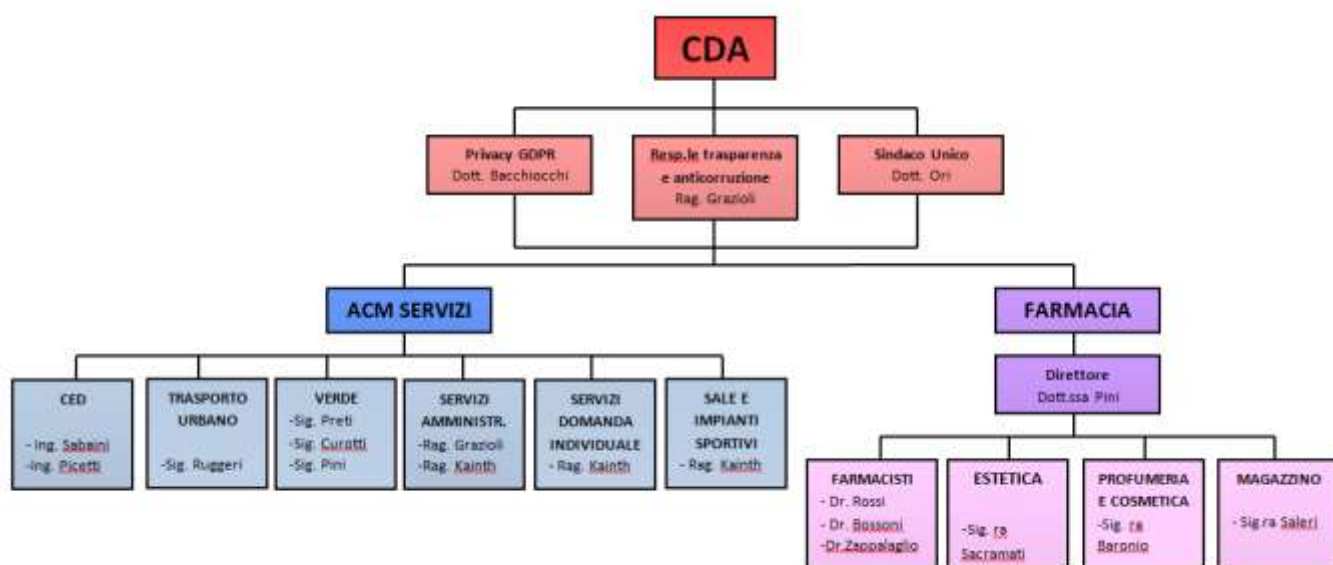 CDA
Privacy GDPR
Dott. Bacchiocchi
Resp.le trasparenza
e anticorruzione
Rag. Grazioli
Sindaco Unico
Dott. Ori
ACM SERVIZI
FARMACIA
CED
- Ing. Sabaini
-Ing. Picetti
TRASPORTO
URBANO
-Sig. Ruggeri
VERDE
-Sig. Preti
-Sig. Curotti
-Sig. Pini
SERVIZI
AMMINISTR.
-Rag. Grazioli
-Rag. Kainth
SERVIZI
DOMANDA
INDIVIDUALE
- Rag. Kainth
SALE E
IMPIANTI
SPORTIVI
- Rag. Kainth
Direttore
Dott.ssa Pini
FARMACISTI
- Dr. Rossi
- Dr. Bossoni
-Dr.Zappalaglio
ESTETICA
-Sig. ra
Sacramati
PROFUMERIA
E COSMETICA
-Sig. ra
Baronio
MAGAZZINO
- Sig.ra Saleri